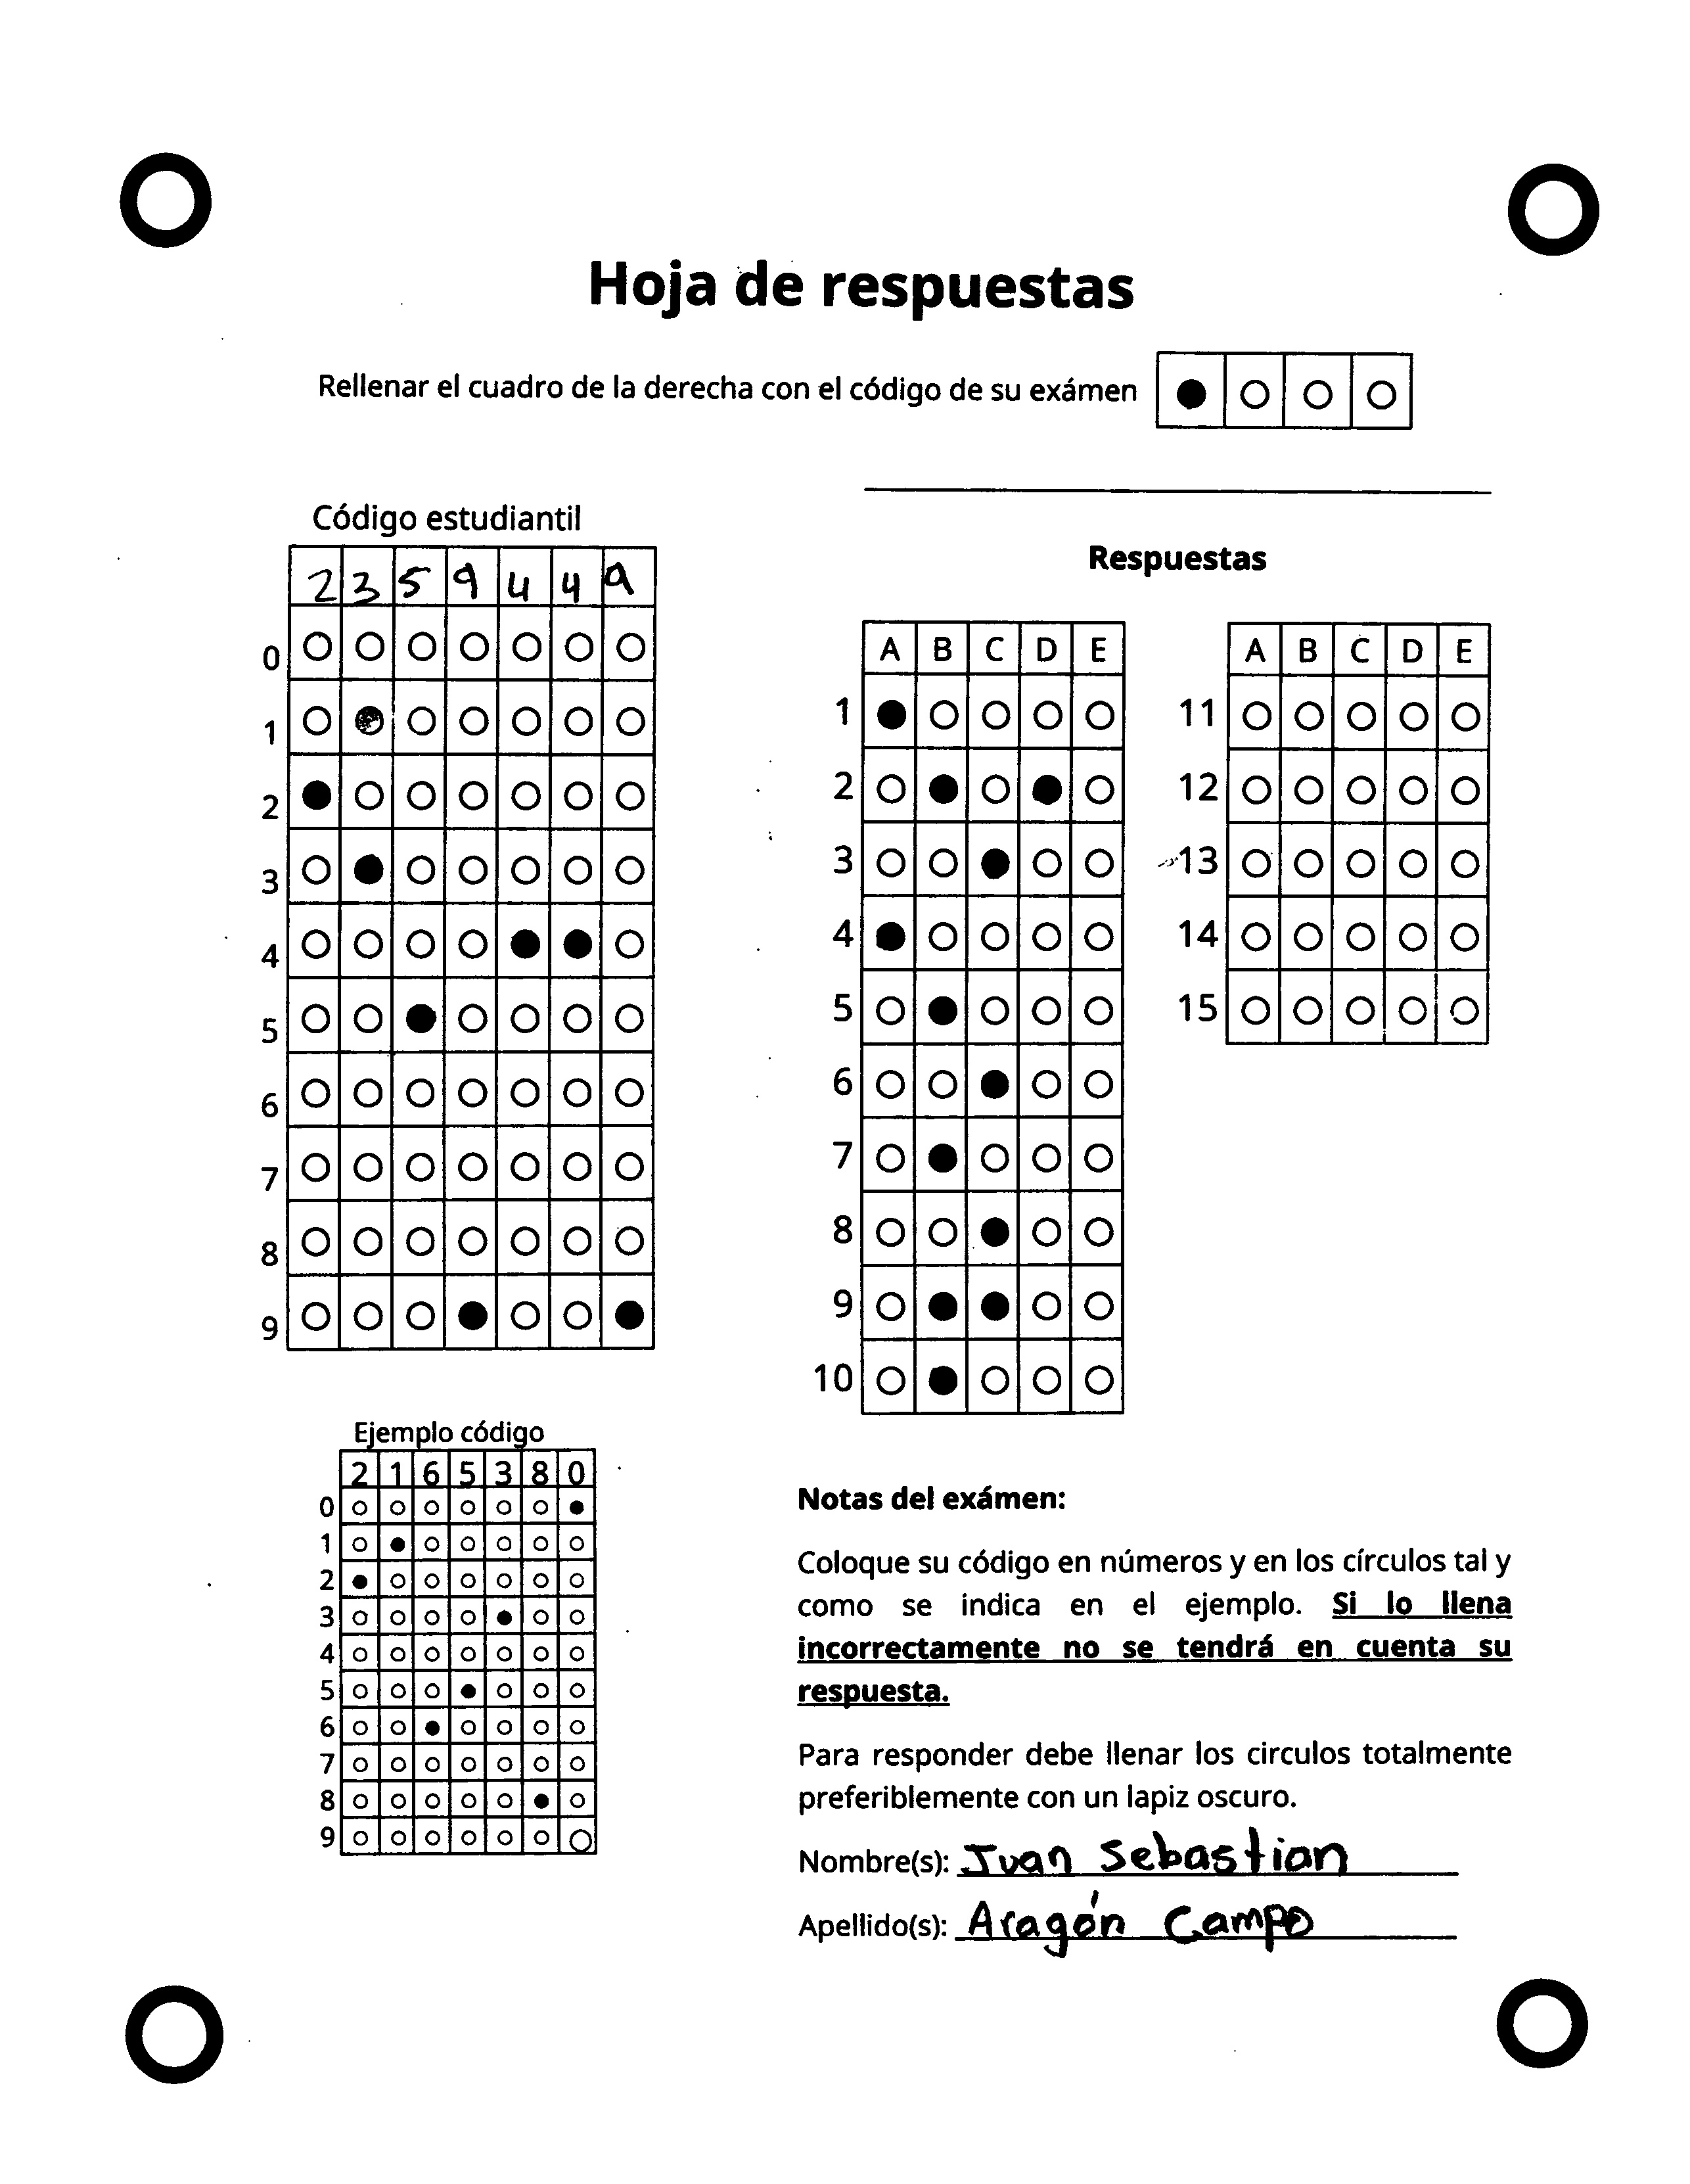 Hoja de respuestas
Rellenar el cuadro de la derecha con el código de su exámen
Código estudiantil
2 3 5 9 4 4 9
0
1
2
3
4
5
6
7
8
9
Respuestas
A B C D E
1
2
3
4
5
6
7
8
9
10
A B C D E
11
12
13
14
15
Ejemplo código
2 1 6 5 3 8 0
0
1
2
3
4
5
6
7
8
9
Notas del exámen:
Coloque su código en números y en los círculos tal y
como se indica en el ejemplo. Si lo llena
incorrectamente no se tendrá en cuenta su
respuesta.
Para responder debe llenar los circulos totalmente
preferiblemente con un lapiz oscuro.
Nombre(s): Juan Sebastian
Apellido(s): Aragón Campo